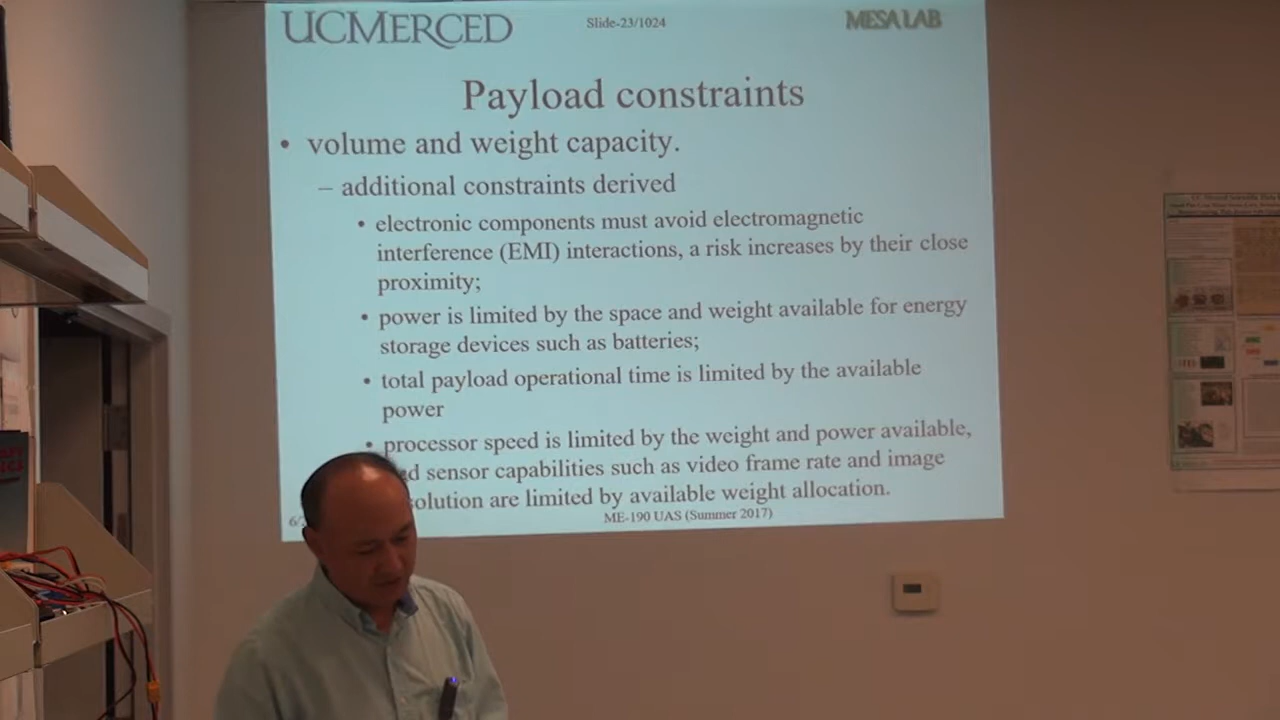 UCMERCED
Slide-23/1024
MESA LAB
Payload constraints
• volume and weight capacity.
– additional constraints derived
• electronic components must avoid electromagnetic
interference (EMI) interactions, a risk increases by their close
proximity;
• power is limited by the space and weight available for energy
storage devices such as batteries;
• total payload operational time is limited by the available
power
• processor speed is limited by the weight and power available,
sensor capabilities such as video frame rate and image
are limited by available weight allocation.
ME-190 UAS (Summer 2017)